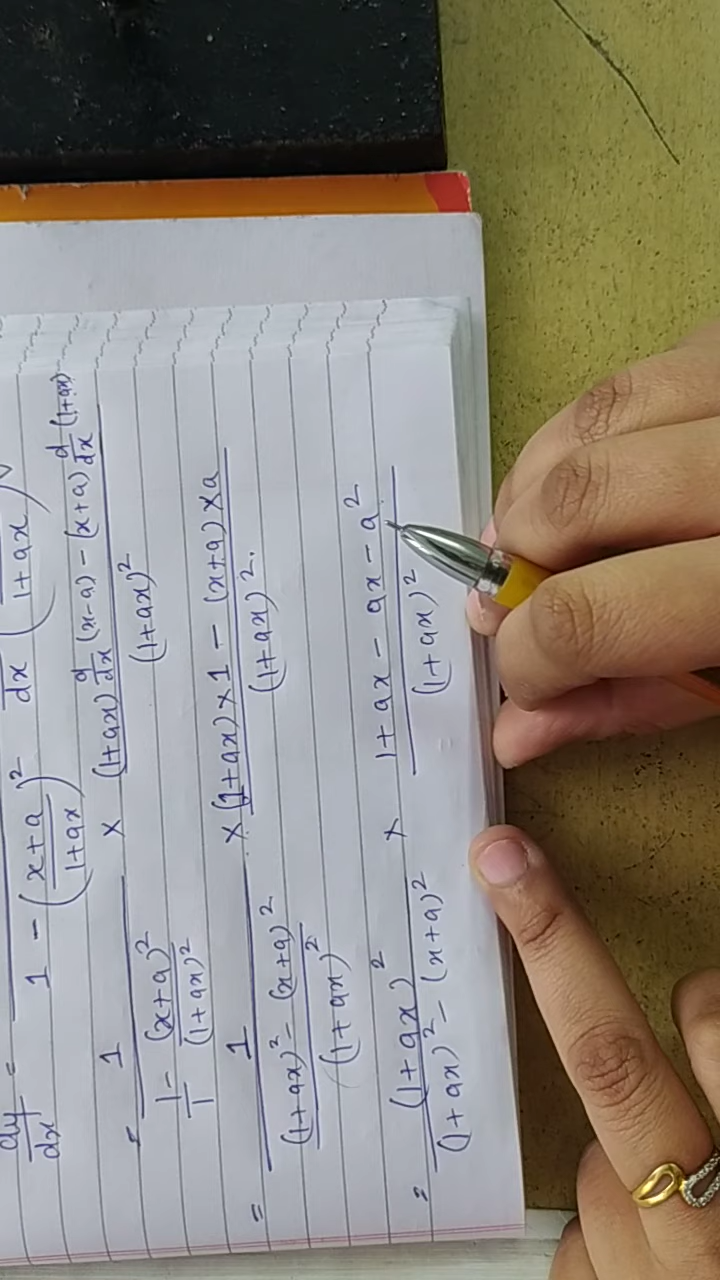 dy/dx = 1 - ((x+a)/(1+ax))² d/dx ( 1+ax )
= 1/(1/1 - (x+a)²/(1+ax)²) × ((1+ax) d/dx (x-a) - (x+a) d/dx (1+ax))/(1+ax)²
= 1/(((1+ax)² - (x+a)²)/(1+ax)²) × ((1+ax)×1 - (x+a)×a)/(1+ax)².
= (1+ax)²/((1+ax)² - (x+a)²) × (1+ax - ax - a²)/(1+ax)²